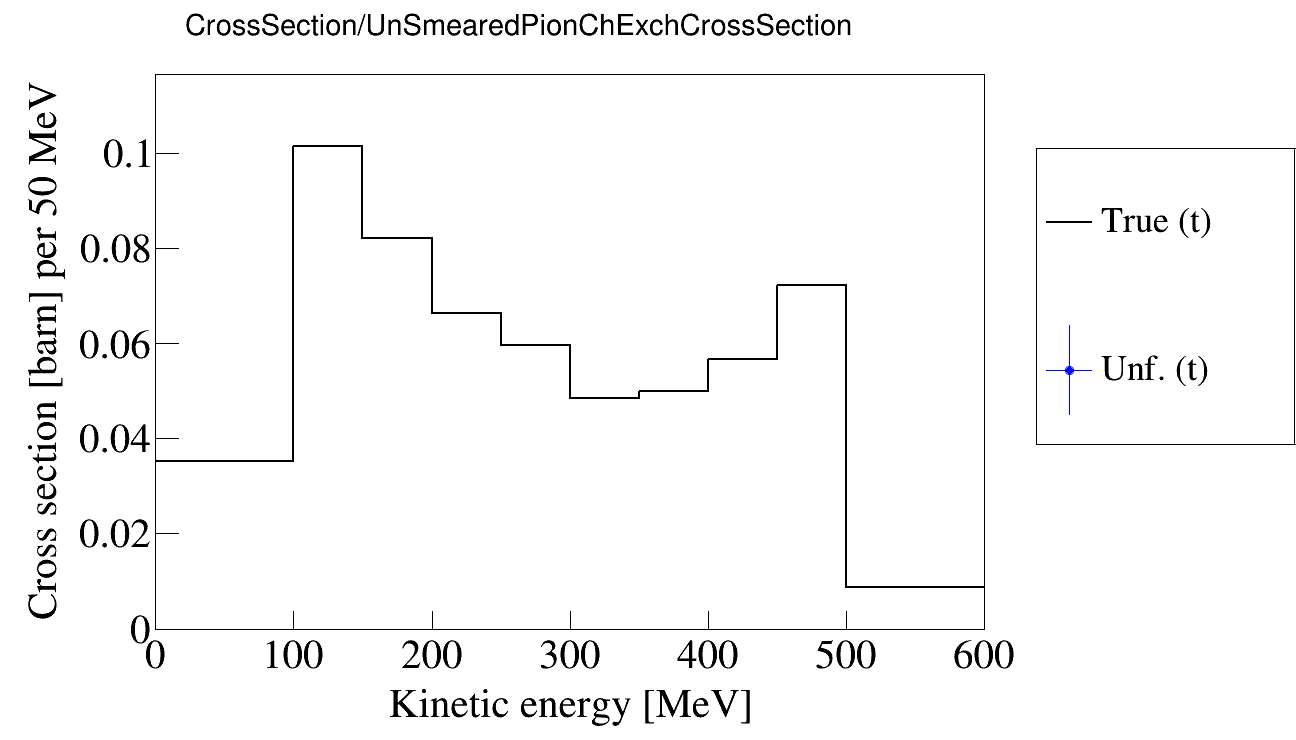 CrossSection/UnSmearedPionChExchCrossSection
Cross section [barn] per 50 MeV
0.1
0.08
0.06
0.04
0.02
0
0 100 200 300 400 500 600
Kinetic energy [MeV]
True (t)
Unf. (t)